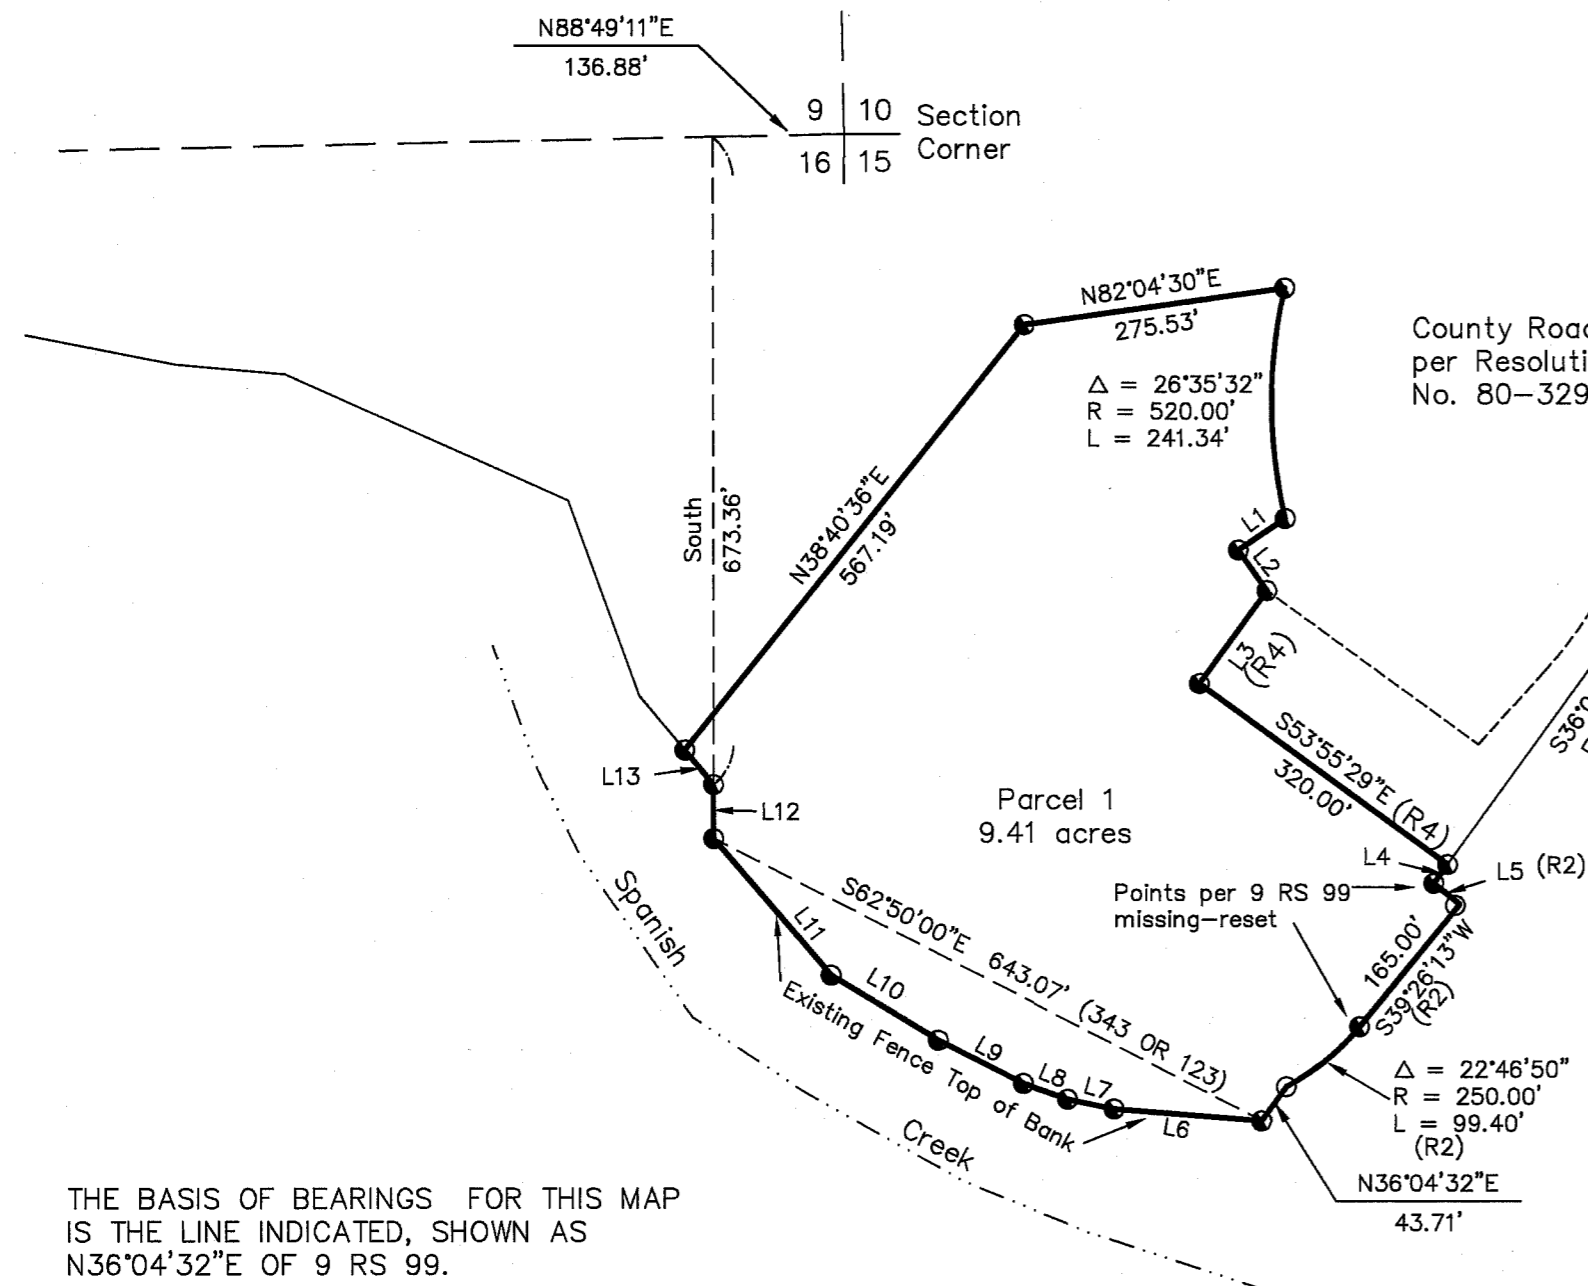 N88°49'11"E
136.88'
9 10
16 15
Section
Corner
N82°04'30"E
275.53'
Δ = 26°35'32"
R = 520.00'
L = 241.34'
County Road
per Resoluti
No. 80-329
N38°40'36"E
567.19'
South
673.36'
L1
L2
L3
(R4)
S53°55'29"E (R4)
320.00'
S36°0
L13
L12
Parcel 1
9.41 acres
L4
L5 (R2)
Points per 9 RS 99
missing-reset
165.00'
S39°26'13"W
(R2)
S62°50'00"E 643.07' (343 OR 123)
L11
L10
L9
L8
L7
L6
Existing Fence Top of Bank
Spanish
Creek
Δ = 22°46'50"
R = 250.00'
L = 99.40'
(R2)
N36°04'32"E
43.71'
THE BASIS OF BEARINGS FOR THIS MAP
IS THE LINE INDICATED, SHOWN AS
N36°04'32"E OF 9 RS 99.